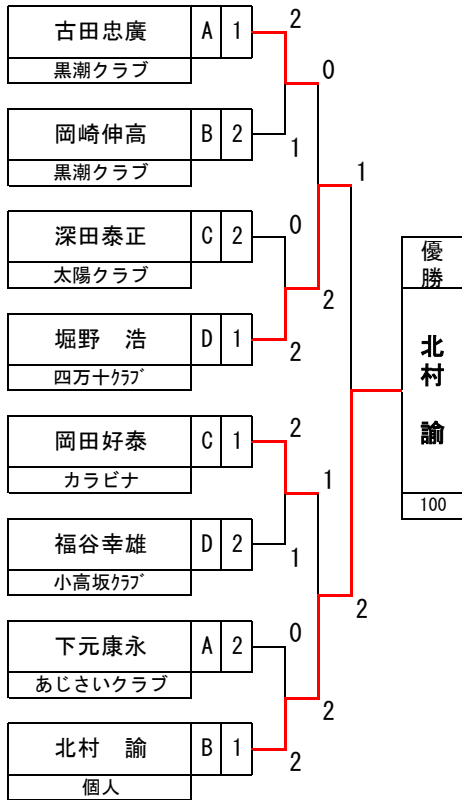 古田忠廣 A 1
黒潮クラブ
2
0
岡崎伸高 B 2
黒潮クラブ
1
1
深田泰正 C 2
太陽クラブ
0
2
堀野 浩 D 1
四万十ｸﾗﾌﾞ
2
優勝
北村 諭
100
岡田好泰 C 1
カラビナ
2
1
福谷幸雄 D 2
小高坂ｸﾗﾌﾞ
1
2
下元康永 A 2
あじさいクラブ
0
2
北村 諭 B 1
個人
2